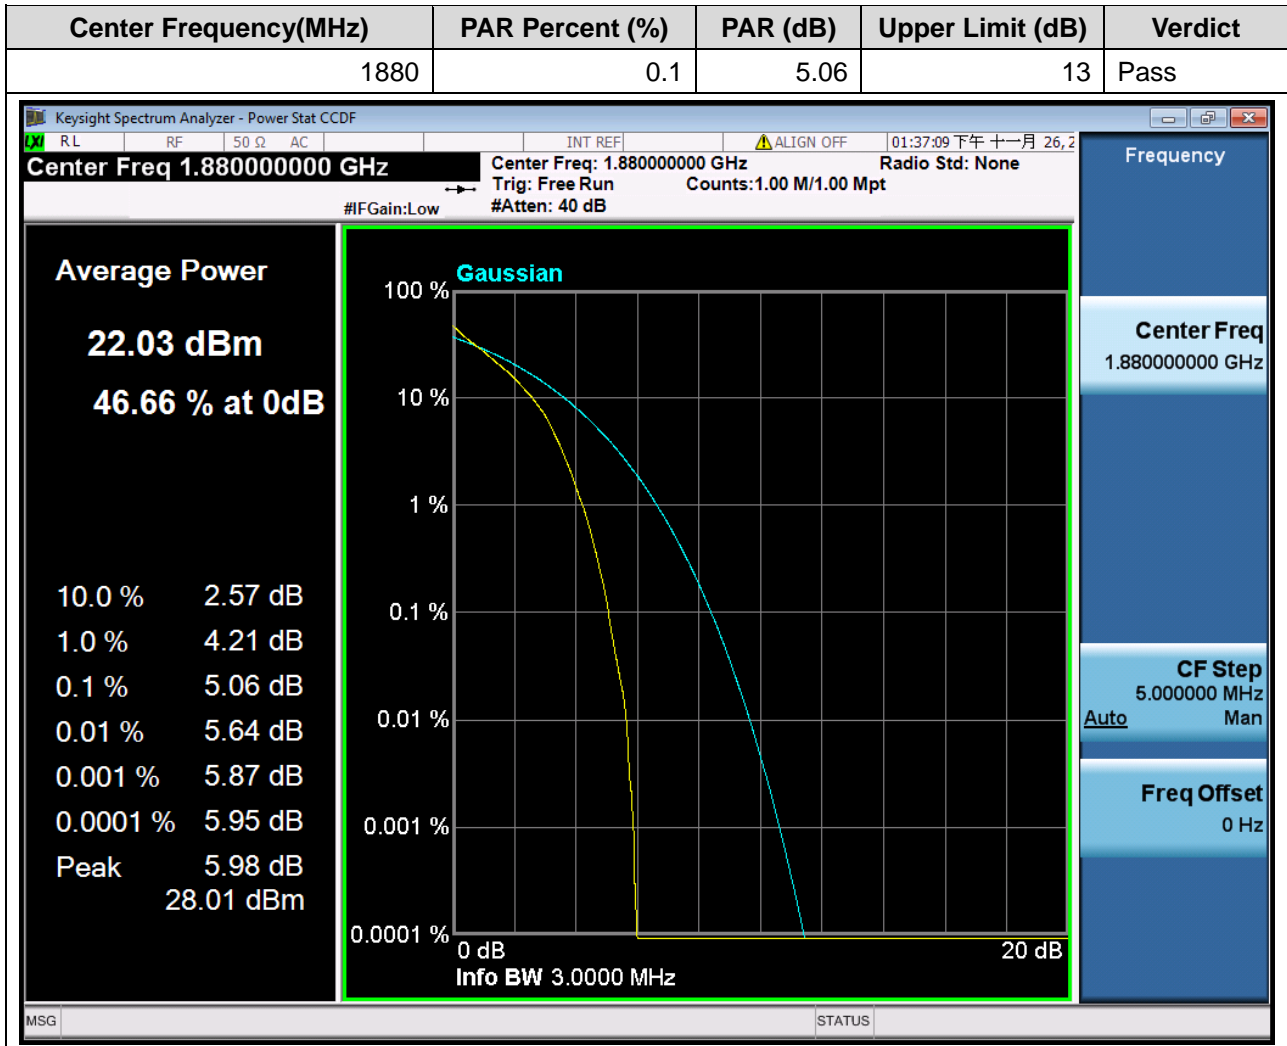 Center Frequency(MHz) PAR Percent (%) PAR (dB) Upper Limit (dB) Verdict
1880 0.1 5.06 13 Pass
Keysight Spectrum Analyzer - Power Stat CCDF
LXI RL RF 50 Ω AC INT REF ALIGN OFF 01:37:09 下午 十一月 26, 2
Center Freq 1.880000000 GHz
Center Freq: 1.880000000 GHz Radio Std: None
Trig: Free Run Counts:1.00 M/1.00 Mpt
#IFGain:Low #Atten: 40 dB
Average Power
22.03 dBm
46.66 % at 0dB
10.0 % 2.57 dB
1.0 % 4.21 dB
0.1 % 5.06 dB
0.01 % 5.64 dB
0.001 % 5.87 dB
0.0001 % 5.95 dB
Peak 5.98 dB
28.01 dBm
Gaussian
100 %
10 %
1 %
0.1 %
0.01 %
0.001 %
0.0001 %
0 dB 20 dB
Info BW 3.0000 MHz
Frequency
Center Freq
1.880000000 GHz
CF Step
5.000000 MHz
Auto Man
Freq Offset
0 Hz
MSG STATUS